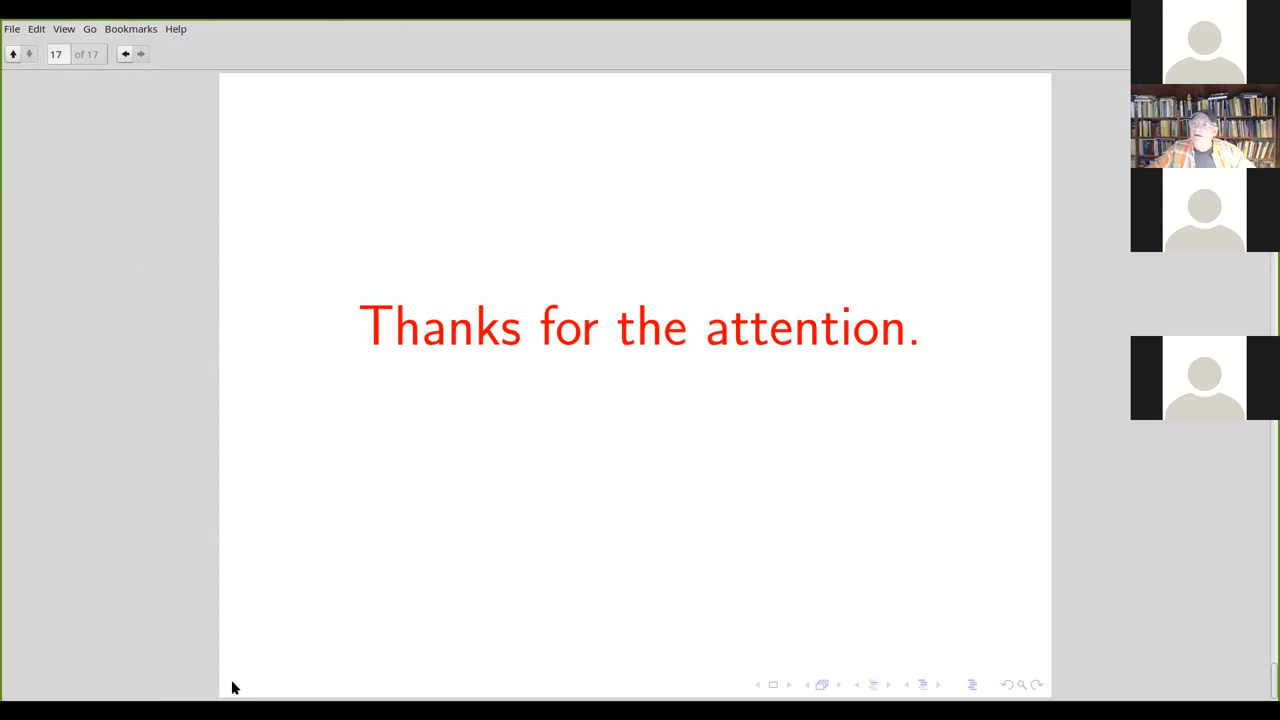 File Edit View Go Bookmarks Help
17 of 17
Thanks for the attention.